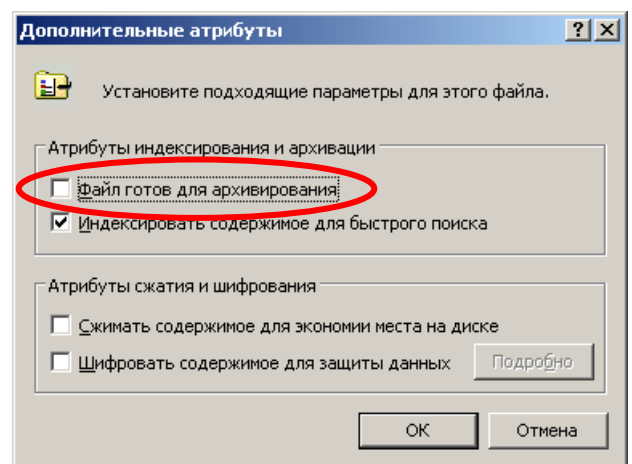 Дополнительные атрибуты
Установите подходящие параметры для этого файла.
Атрибуты индексирования и архивации
Файл готов для архивирования
Индексировать содержимое для быстрого поиска
Атрибуты сжатия и шифрования
Сжимать содержимое для экономии места на диске
Шифровать содержимое для защиты данных Подробно
ОК Отмена